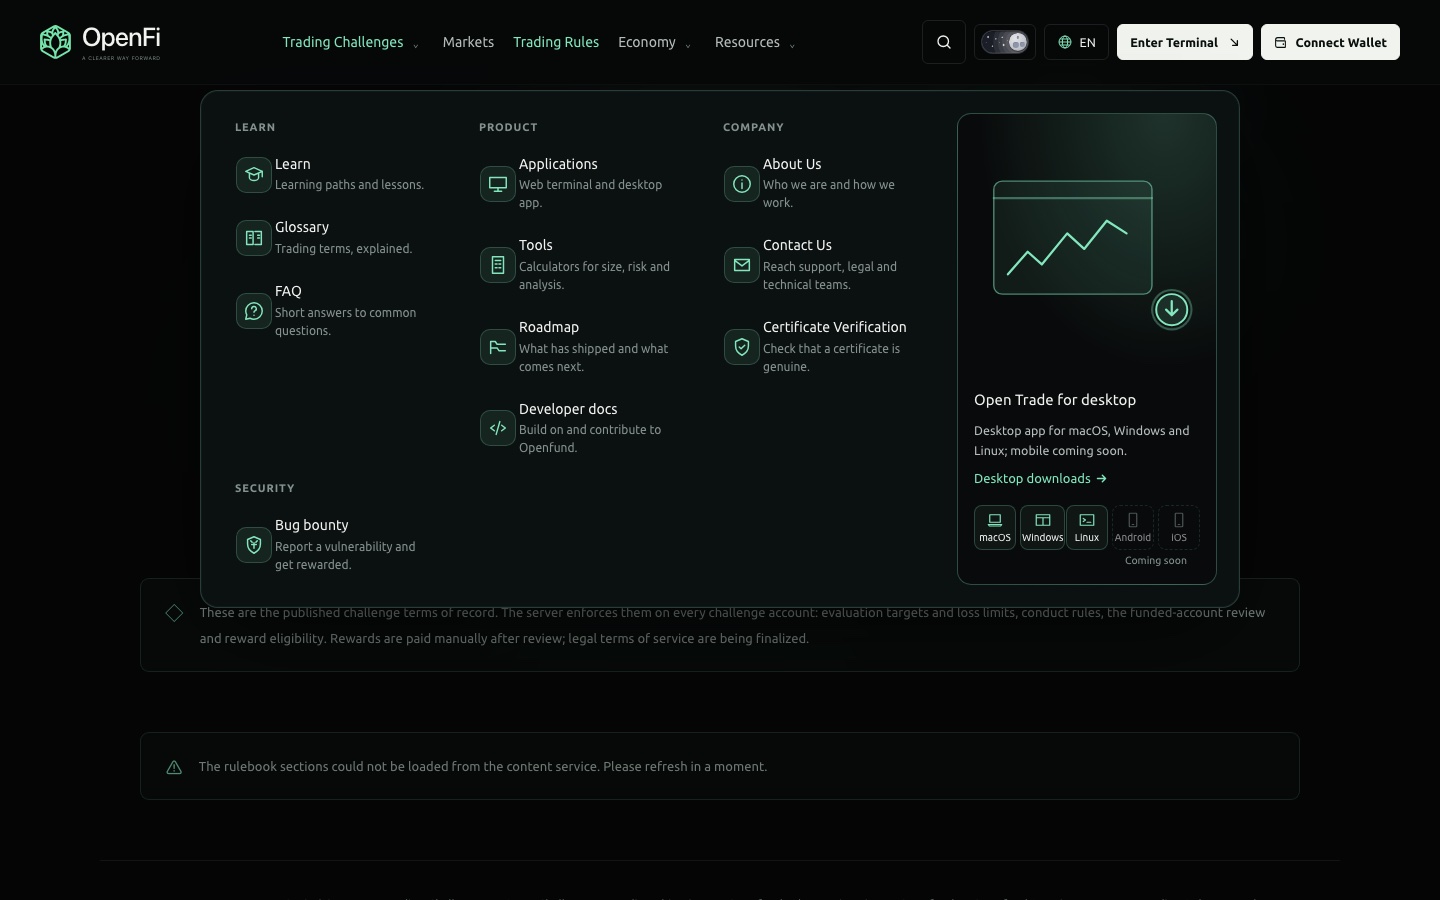 OpenFi
A CLEARER WAY FORWARD
Trading Challenges
Markets
Trading Rules
Economy
Resources
EN
Enter Terminal
Connect Wallet
LEARN
Learn
Learning paths and lessons.
Glossary
Trading terms, explained.
FAQ
Short answers to common
questions.
PRODUCT
Applications
Web terminal and desktop
app.
Tools
Calculators for size, risk and
analysis.
Roadmap
What has shipped and what
comes next.
Developer docs
Build on and contribute to
Openfund.
COMPANY
About Us
Who we are and how we
work.
Contact Us
Reach support, legal and
technical teams.
Certificate Verification
Check that a certificate is
genuine.
SECURITY
Bug bounty
Report a vulnerability and
get rewarded.
Open Trade for desktop
Desktop app for macOS, Windows and
Linux; mobile coming soon.
Desktop downloads →
macOS
Windows
Linux
Android
iOS
Coming soon
These are the published challenge terms of record. The server enforces them on every challenge account: evaluation targets and loss limits, conduct rules, the funded-account review
and reward eligibility. Rewards are paid manually after review; legal terms of service are being finalized.
The rulebook sections could not be loaded from the content service. Please refresh in a moment.